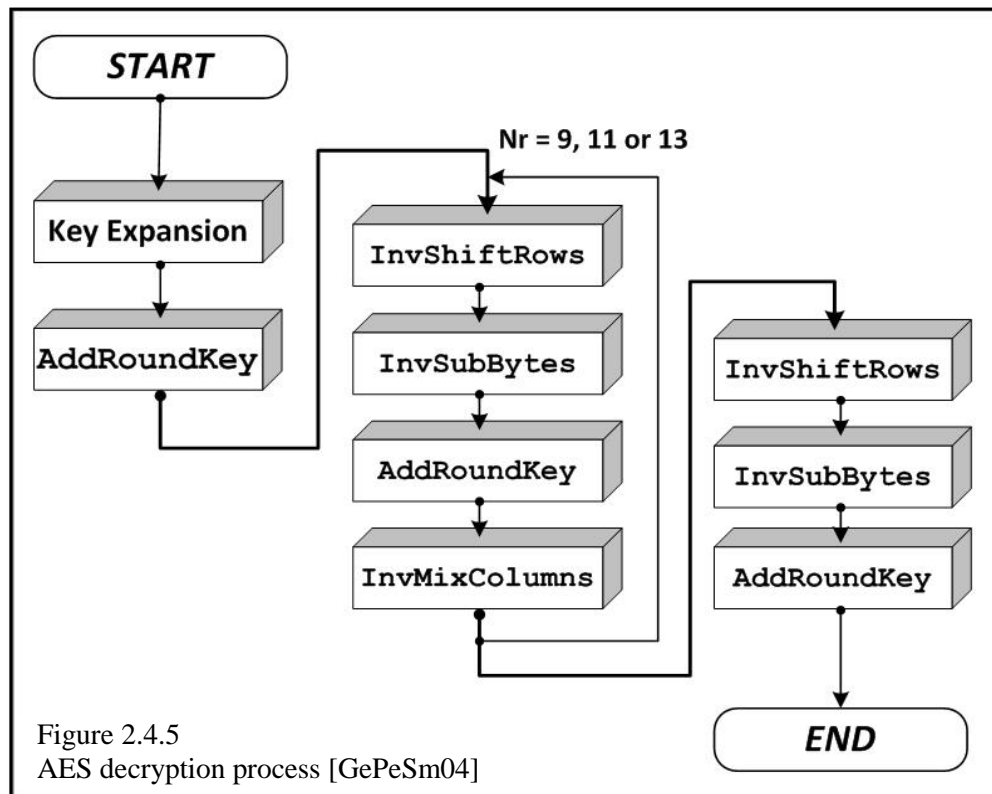 START
Key Expansion
AddRoundKey
Nr = 9, 11 or 13
InvShiftRows
InvSubBytes
AddRoundKey
InvMixColumns
InvShiftRows
InvSubBytes
AddRoundKey
END
Figure 2.4.5
AES decryption process [GePeSm04]